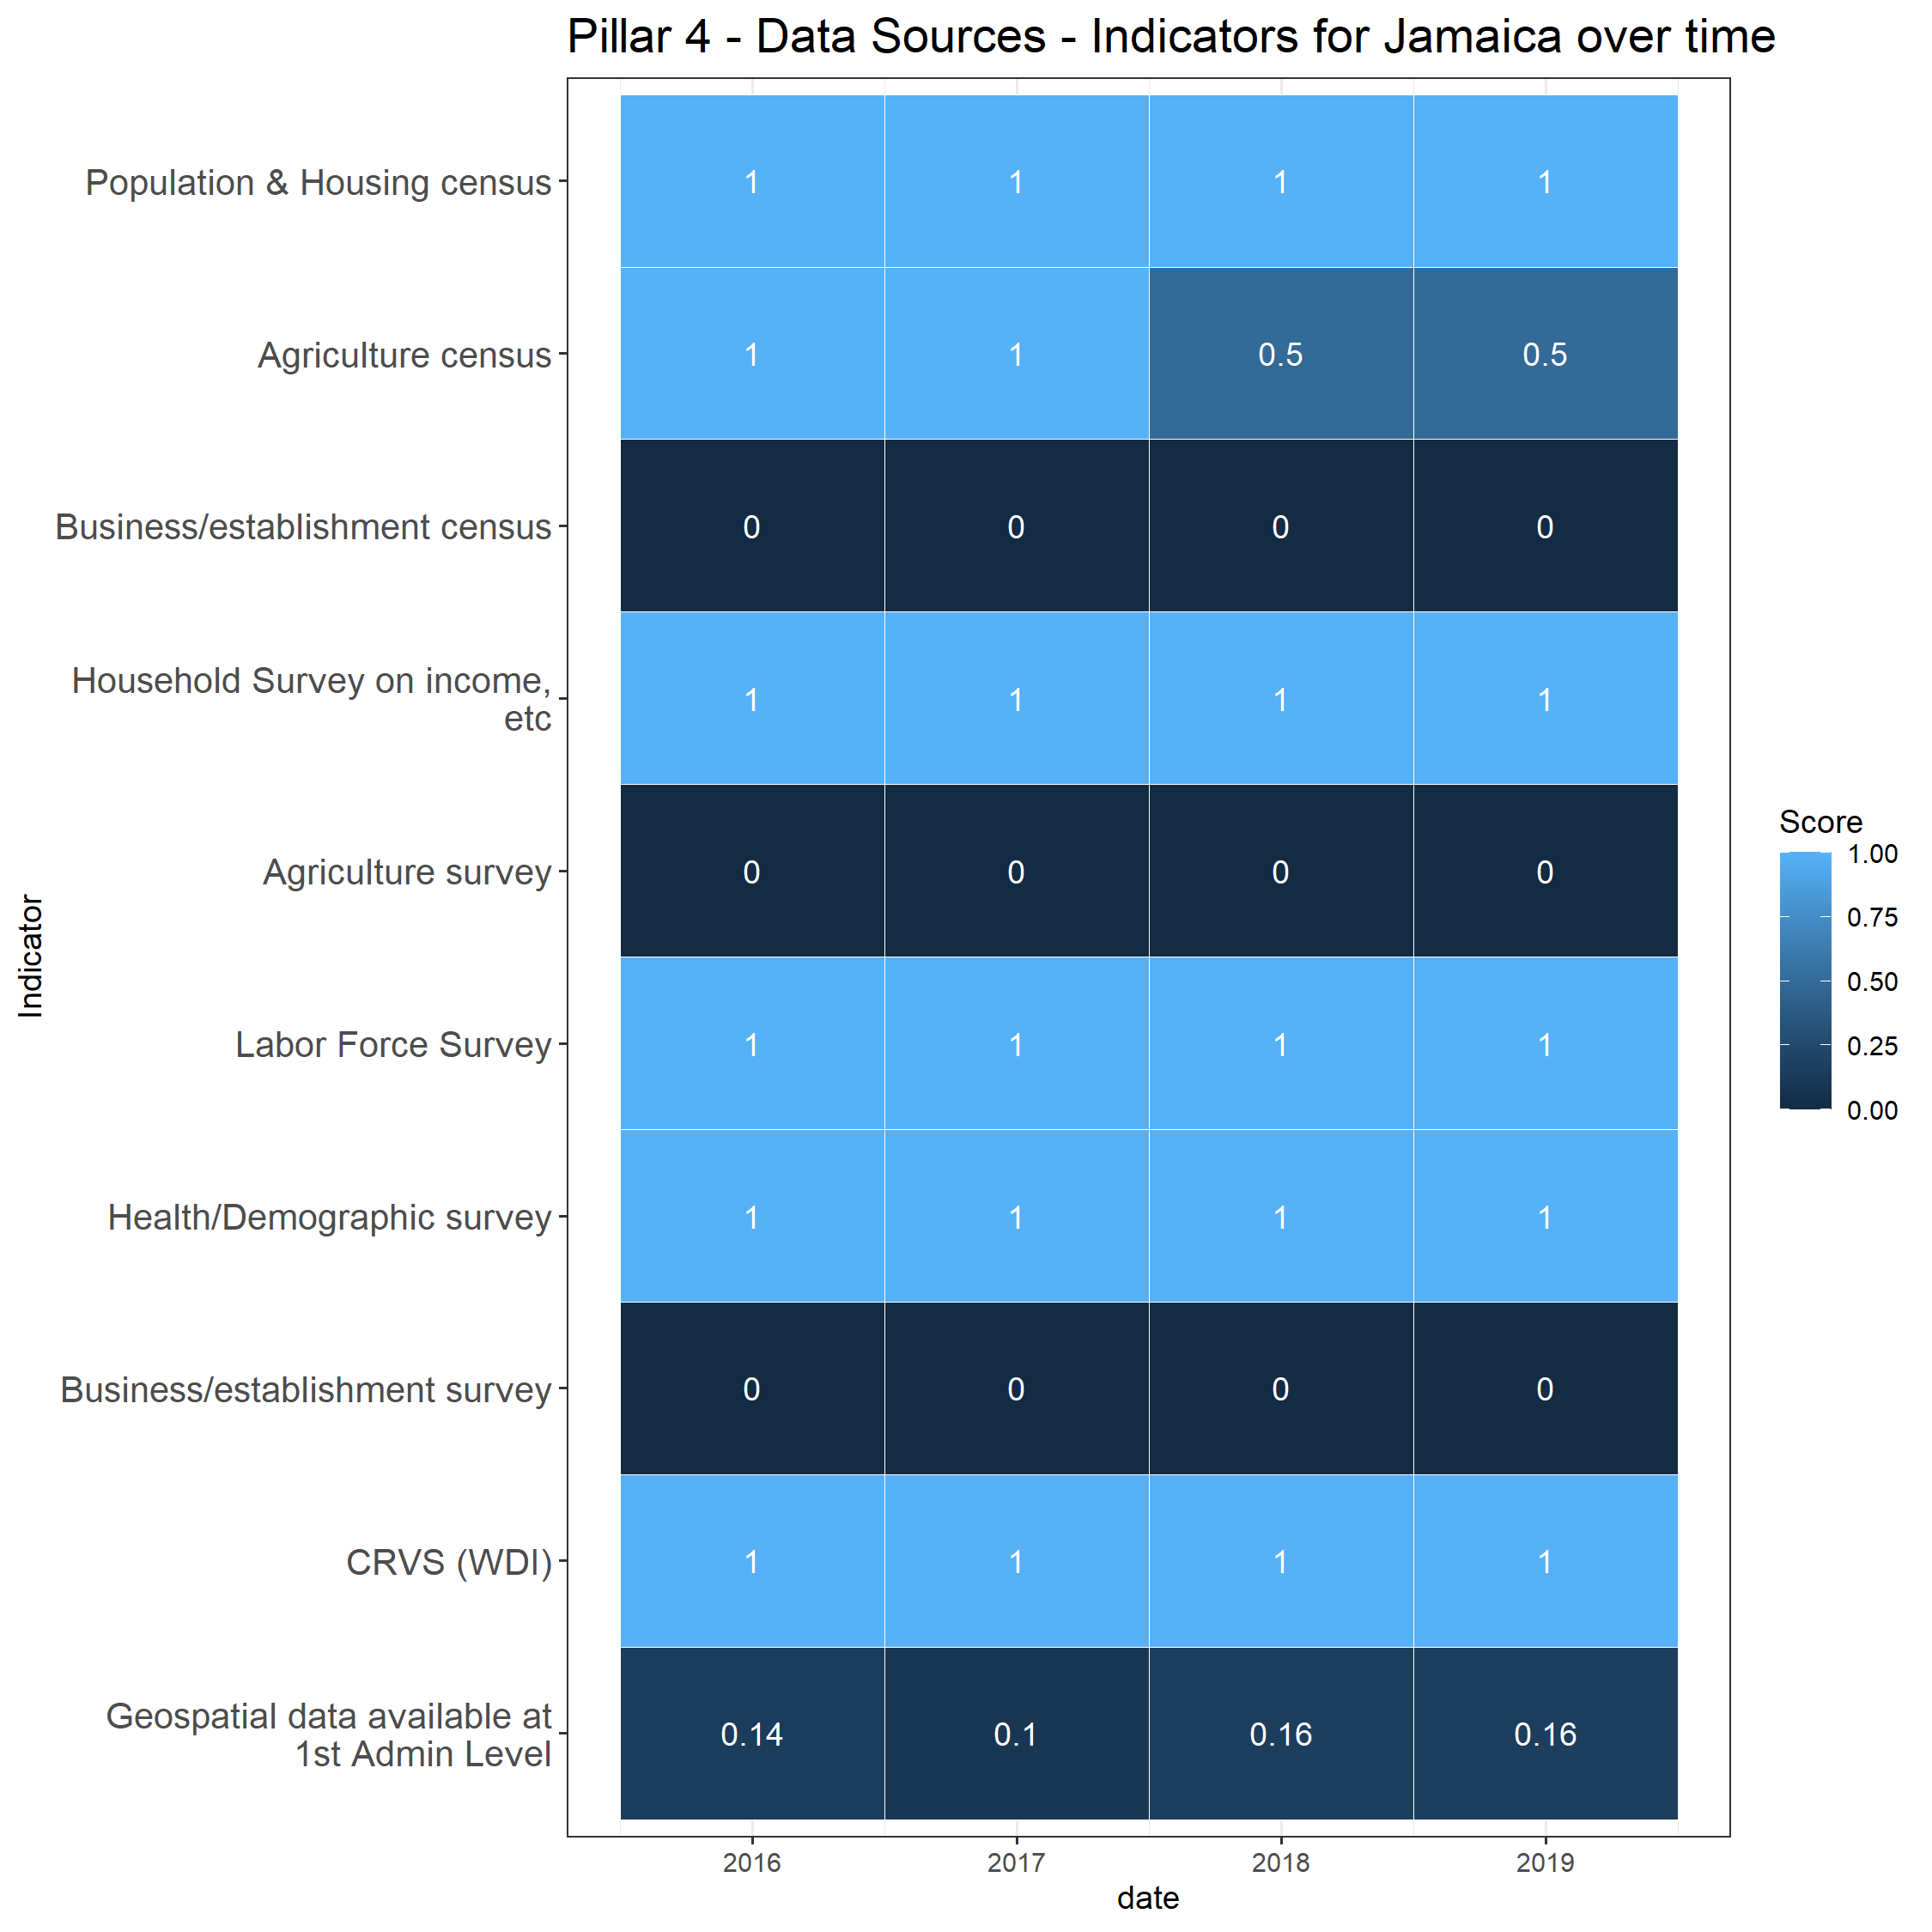 Pillar 4 - Data Sources - Indicators for Jamaica over time
Indicator
Population & Housing census
1 1 1 1
Agriculture census
1 1 0.5 0.5
Business/establishment census
0 0 0 0
Household Survey on income,
etc
1 1 1 1
Agriculture survey
0 0 0 0
Labor Force Survey
1 1 1 1
Health/Demographic survey
1 1 1 1
Business/establishment survey
0 0 0 0
CRVS (WDI)
1 1 1 1
Geospatial data available at
1st Admin Level
0.14 0.1 0.16 0.16
2016 2017 2018 2019
date
Score
1.00
0.75
0.50
0.25
0.00